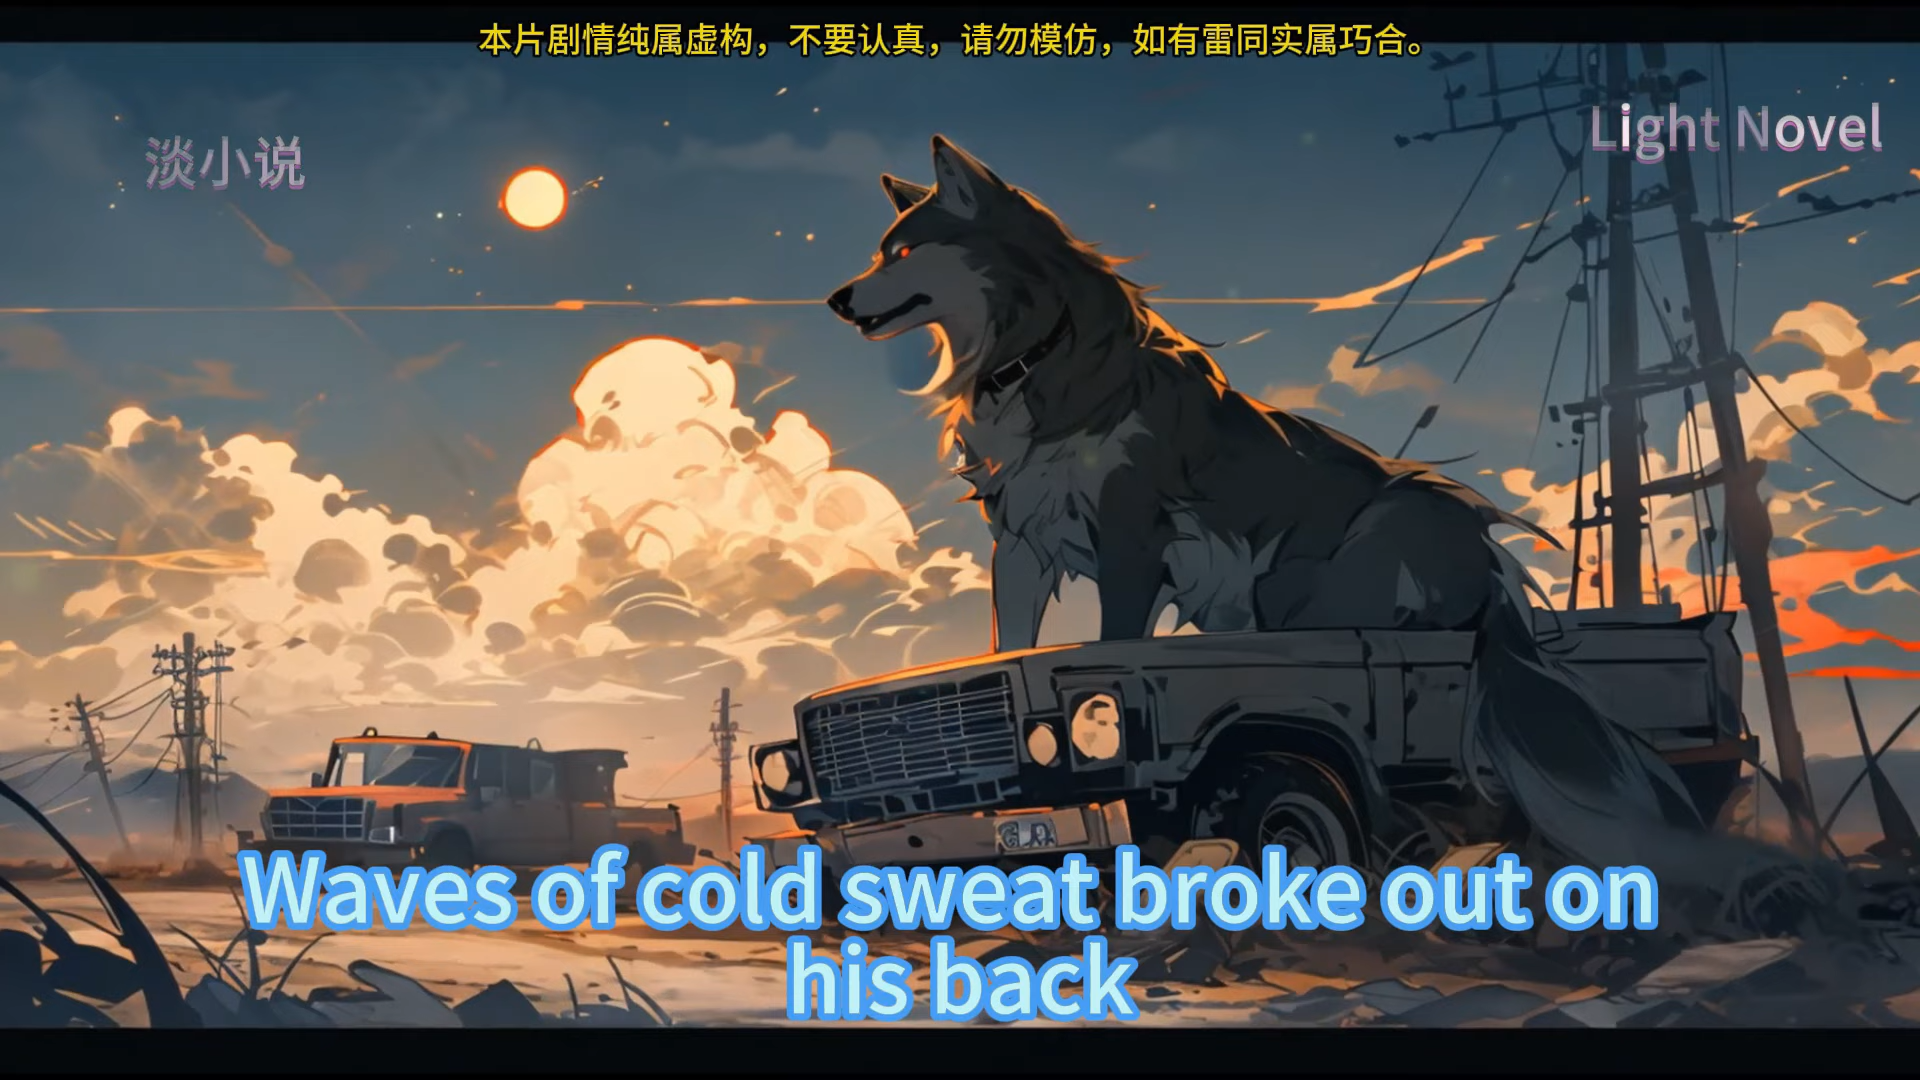 本片剧情纯属虚构，不要认真，请勿模仿，如有雷同实属巧合。
淡小说
Light Novel
Waves of cold sweat broke out on
his back